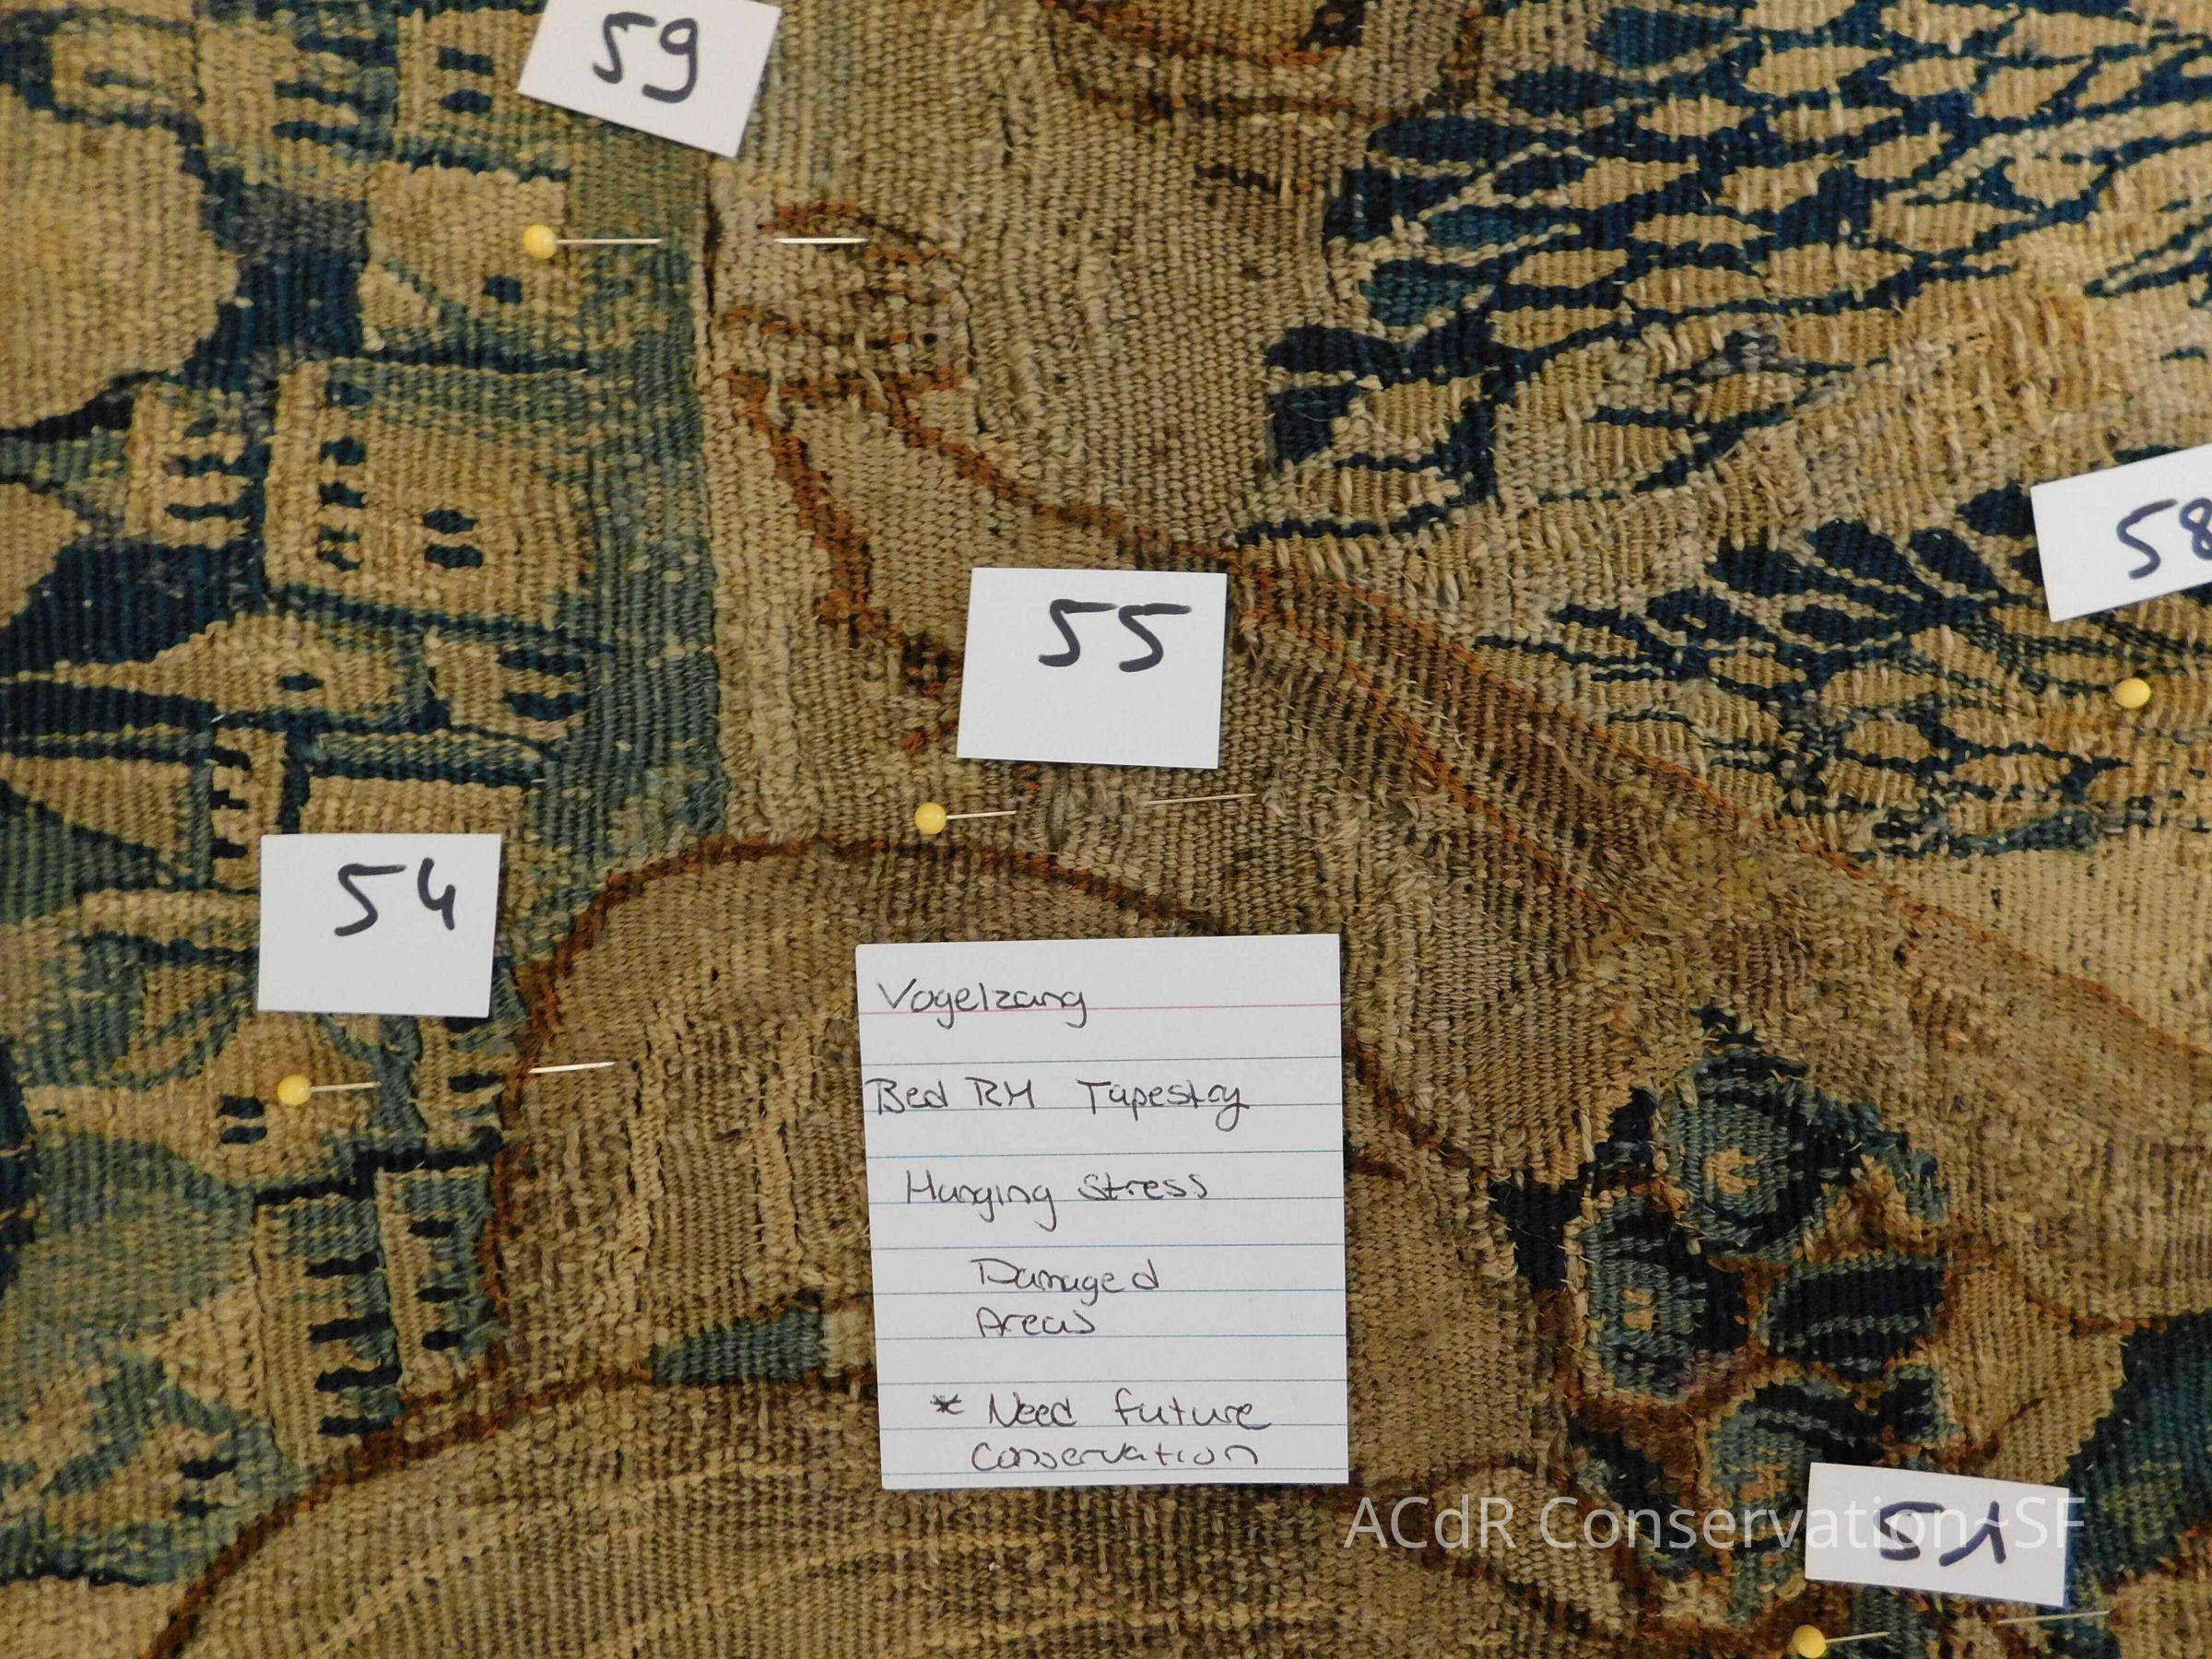 59
58
55
54
Vogelzang
Bed RM Tapestry
Hanging Stress
Damaged
Areas
* Need future
conservation
51
ACdR Conservation~SF